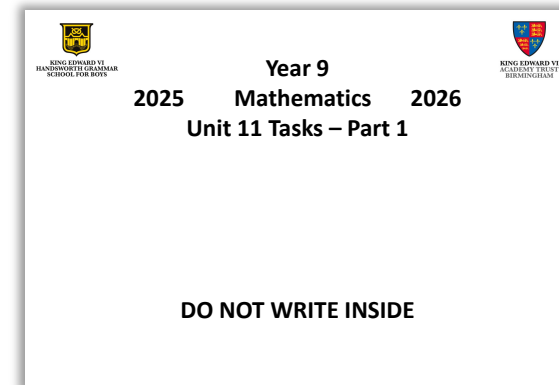 KING EDWARD VI
HANDSWORTH GRAMMAR
SCHOOL FOR BOYS
KING EDWARD VI
ACADEMY TRUST
BIRMINGHAM
Year 9
2025 Mathematics 2026
Unit 11 Tasks – Part 1
DO NOT WRITE INSIDE